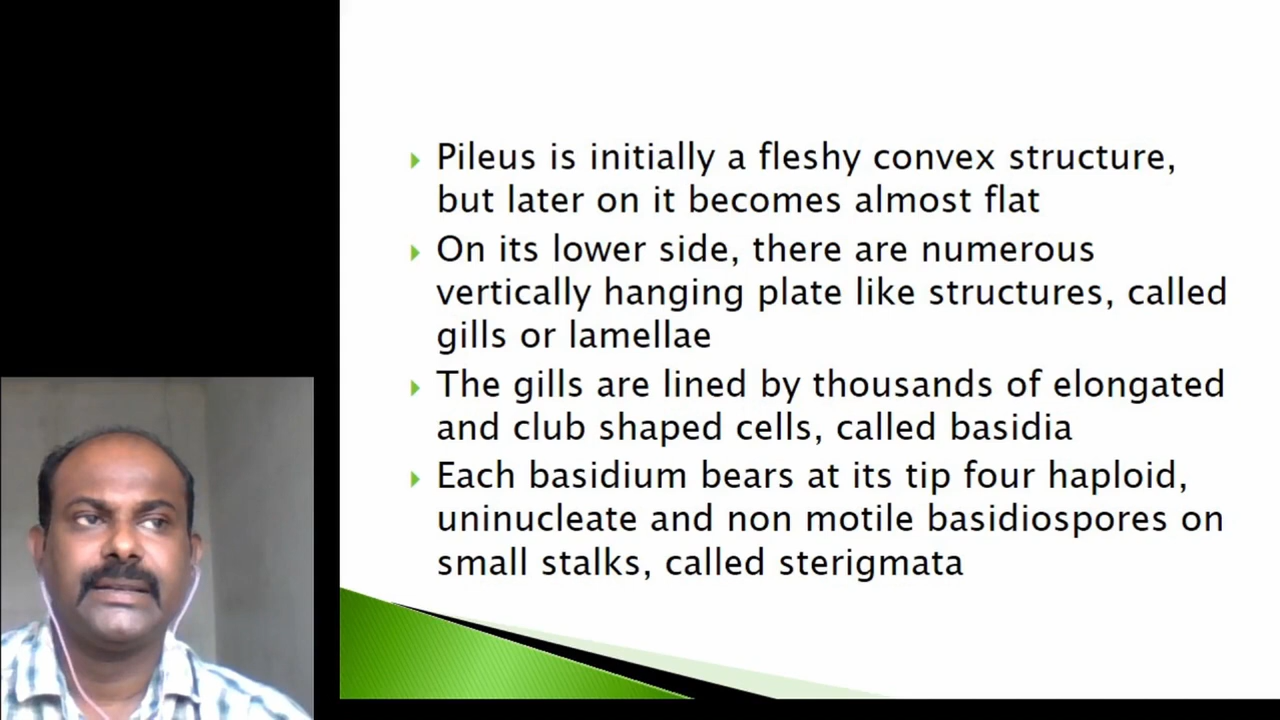 Pileus is initially a fleshy convex structure,
but later on it becomes almost flat
On its lower side, there are numerous
vertically hanging plate like structures, called
gills or lamellae
The gills are lined by thousands of elongated
and club shaped cells, called basidia
Each basidium bears at its tip four haploid,
uninucleate and non motile basidiospores on
small stalks, called sterigmata